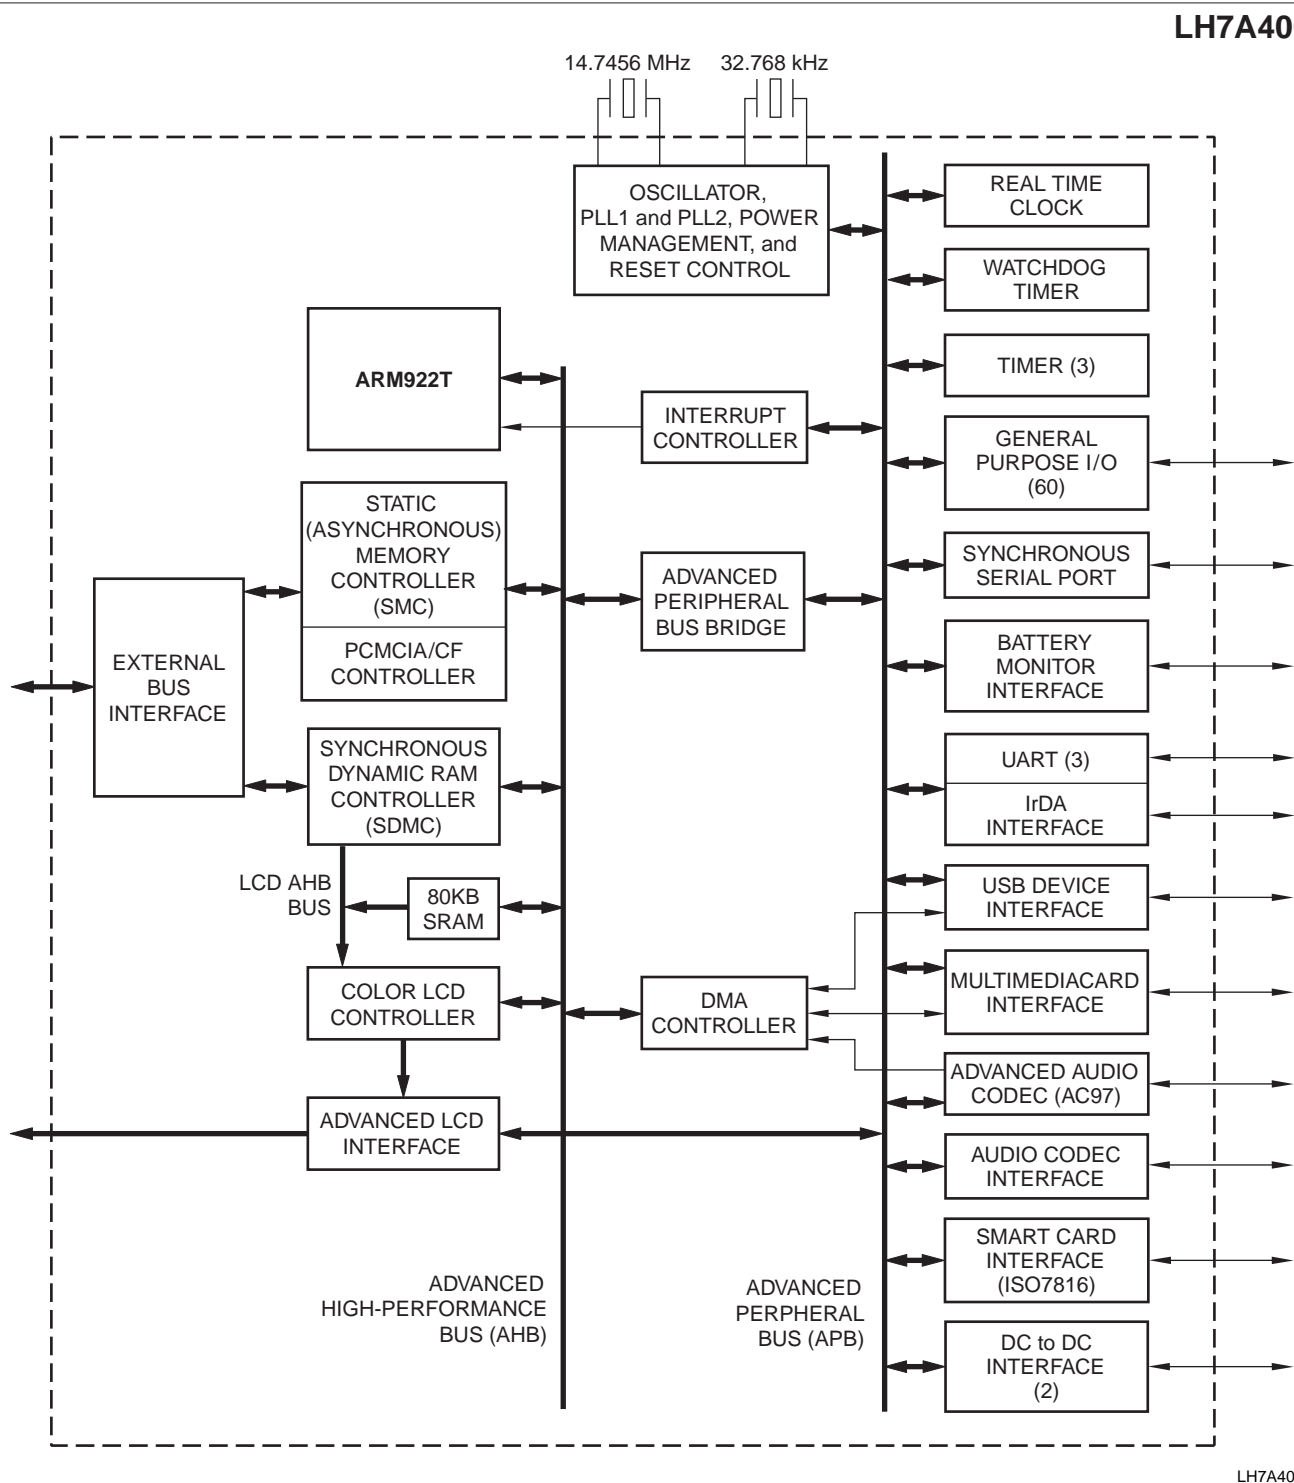 LH7A40
14.7456 MHz
32.768 kHz
OSCILLATOR,
PLL1 and PLL2, POWER
MANAGEMENT, and
RESET CONTROL
REAL TIME
CLOCK
WATCHDOG
TIMER
ARM922T
TIMER (3)
INTERRUPT
CONTROLLER
GENERAL
PURPOSE I/O
(60)
STATIC
(ASYNCHRONOUS)
MEMORY
CONTROLLER
(SMC)
PCMCIA/CF
CONTROLLER
ADVANCED
PERIPHERAL
BUS BRIDGE
SYNCHRONOUS
SERIAL PORT
EXTERNAL
BUS
INTERFACE
BATTERY
MONITOR
INTERFACE
SYNCHRONOUS
DYNAMIC RAM
CONTROLLER
(SDMC)
UART (3)
IrDA
INTERFACE
LCD AHB
BUS
80KB
SRAM
USB DEVICE
INTERFACE
COLOR LCD
CONTROLLER
DMA
CONTROLLER
MULTIMEDIACARD
INTERFACE
ADVANCED AUDIO
CODEC (AC97)
ADVANCED LCD
INTERFACE
AUDIO CODEC
INTERFACE
SMART CARD
INTERFACE
(ISO7816)
ADVANCED
HIGH-PERFORMANCE
BUS (AHB)
ADVANCED
PERPHERAL
BUS (APB)
DC to DC
INTERFACE
(2)
LH7A40